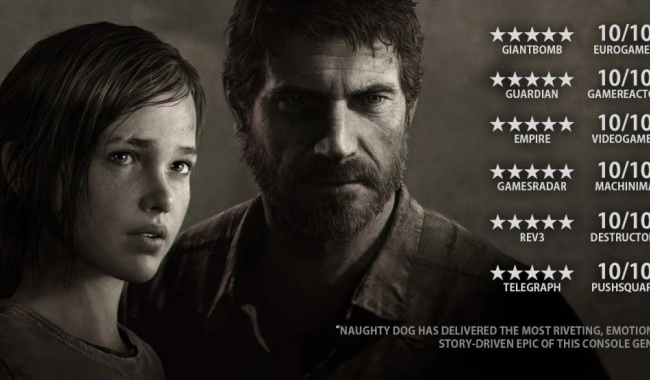 ★★★★★ 10/10
GIANTBOMB EUROGAME
★★★★★ 10/10
GUARDIAN GAMEREACTO
★★★★★ 10/10
EMPIRE VIDEOGAME
★★★★★ 10/10
GAMESRADAR MACHINIMA
★★★★★ 10/10
REV3 DESTRUCTO
★★★★★ 10/10
TELEGRAPH PUSHSQUAR
“NAUGHTY DOG HAS DELIVERED THE MOST RIVETING, EMOTION
STORY-DRIVEN EPIC OF THIS CONSOLE GEN